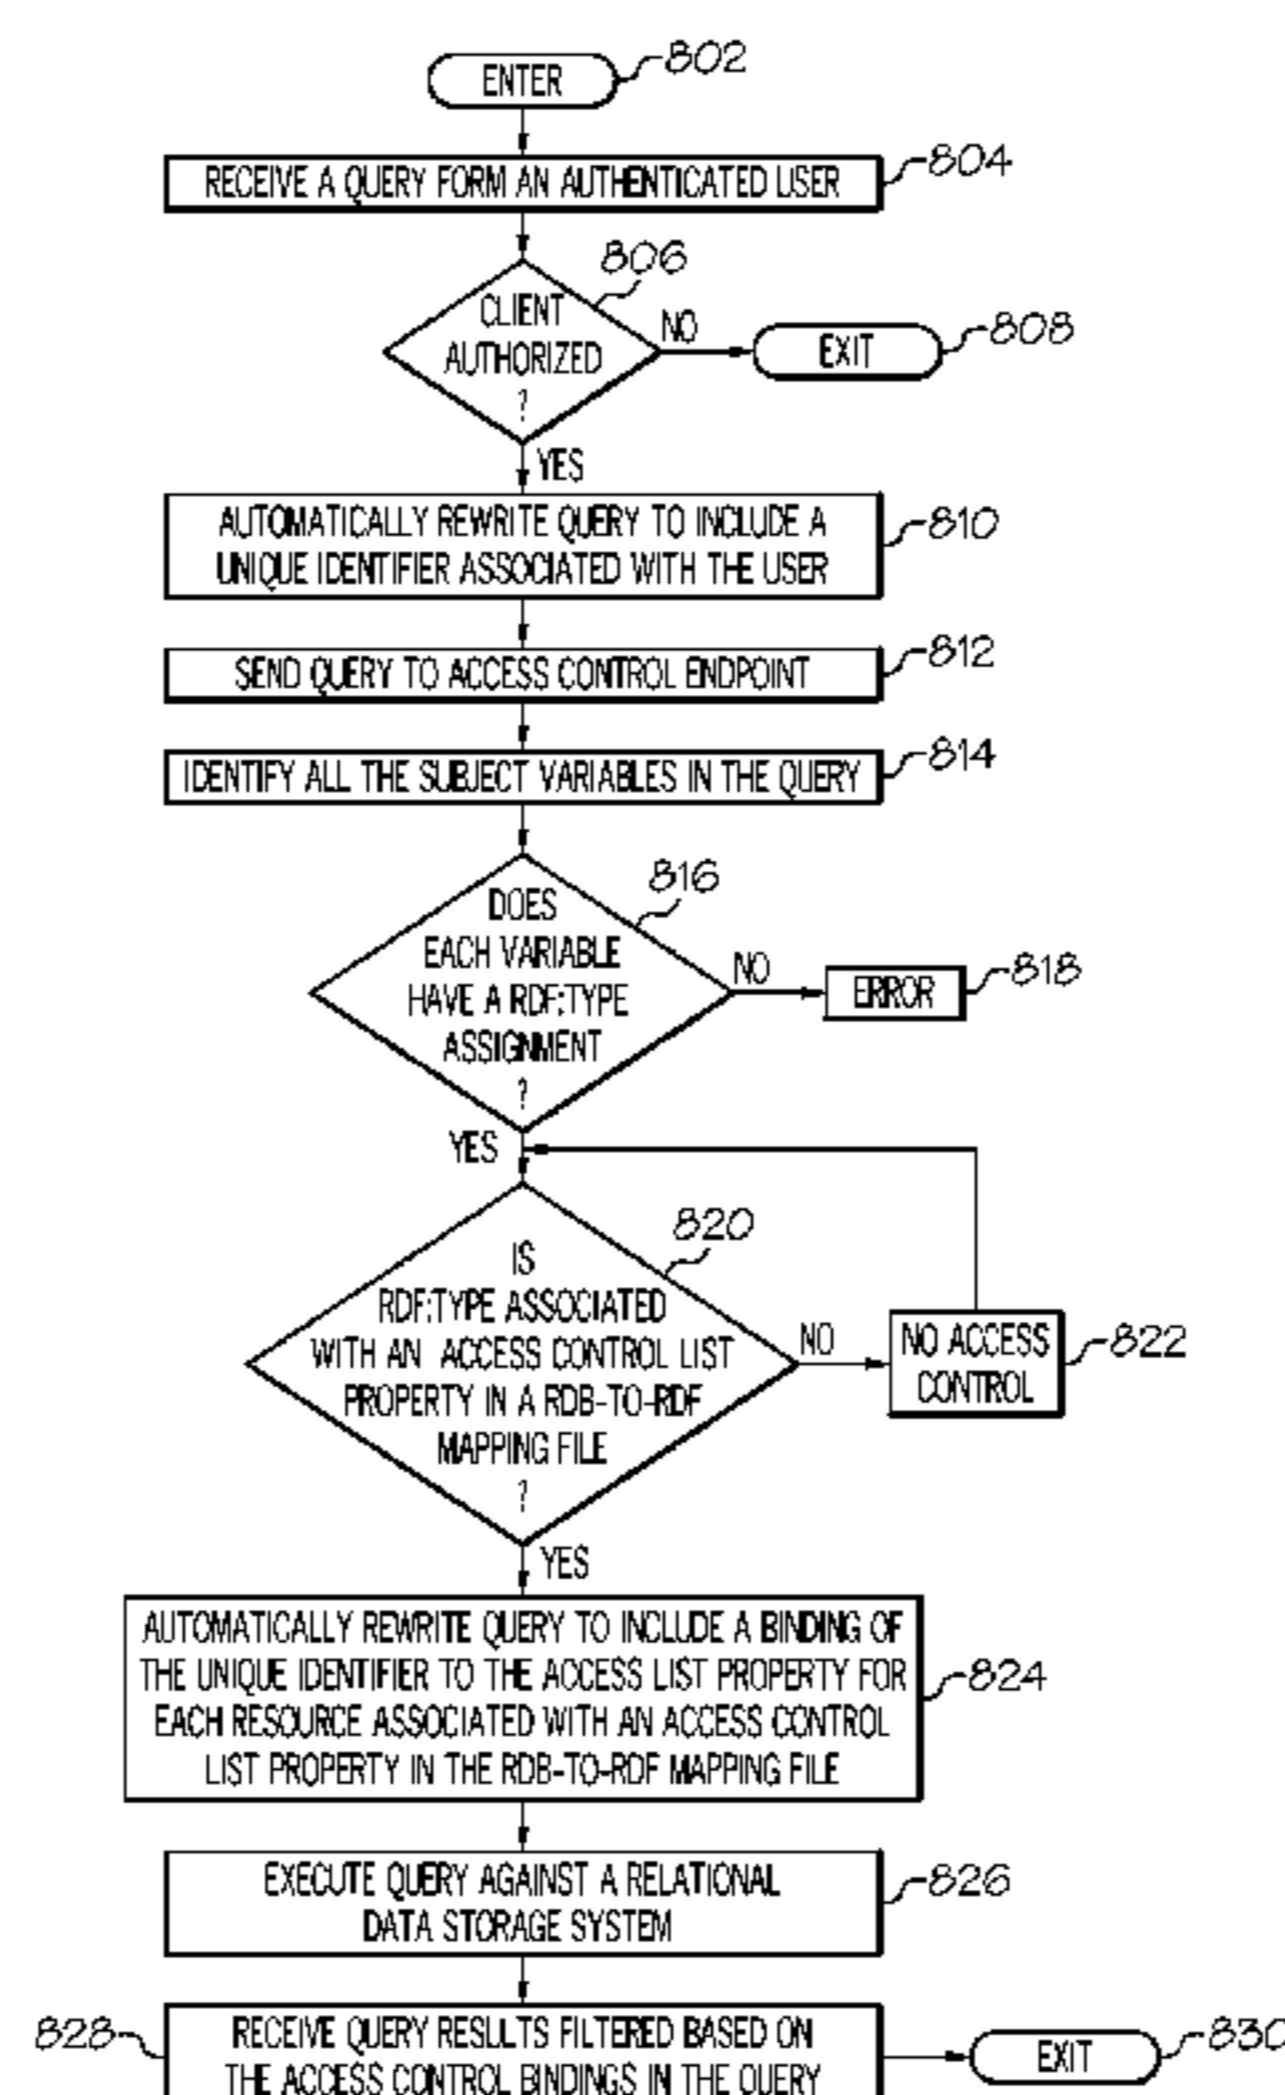 ENTER
802
RECEIVE A QUERY FORM AN AUTHENTICATED USER
804
806
CLIENT
AUTHORIZED
?
NO
EXIT
808
YES
AUTOMATICALLY REWRITE QUERY TO INCLUDE A
UNIQUE IDENTIFIER ASSOCIATED WITH THE USER
810
SEND QUERY TO ACCESS CONTROL ENDPOINT
812
IDENTIFY ALL THE SUBJECT VARIABLES IN THE QUERY
814
816
DOES
EACH VARIABLE
HAVE A RDF:TYPE
ASSIGNMENT
?
NO
ERROR
818
YES
820
IS
RDF:TYPE ASSOCIATED
WITH AN ACCESS CONTROL LIST
PROPERTY IN A RDB-TO-RDF
MAPPING FILE
?
NO
NO ACCESS
CONTROL
822
YES
AUTOMATICALLY REWRITE QUERY TO INCLUDE A BINDING OF
THE UNIQUE IDENTIFIER TO THE ACCESS LIST PROPERTY FOR
EACH RESOURCE ASSOCIATED WITH AN ACCESS CONTROL
LIST PROPERTY IN THE RDB-TO-RDF MAPPING FILE
824
EXECUTE QUERY AGAINST A RELATIONAL
DATA STORAGE SYSTEM
826
828
RECEIVE QUERY RESULTS FILTERED BASED ON
THE ACCESS CONTROL BINDINGS IN THE QUERY
EXIT
830